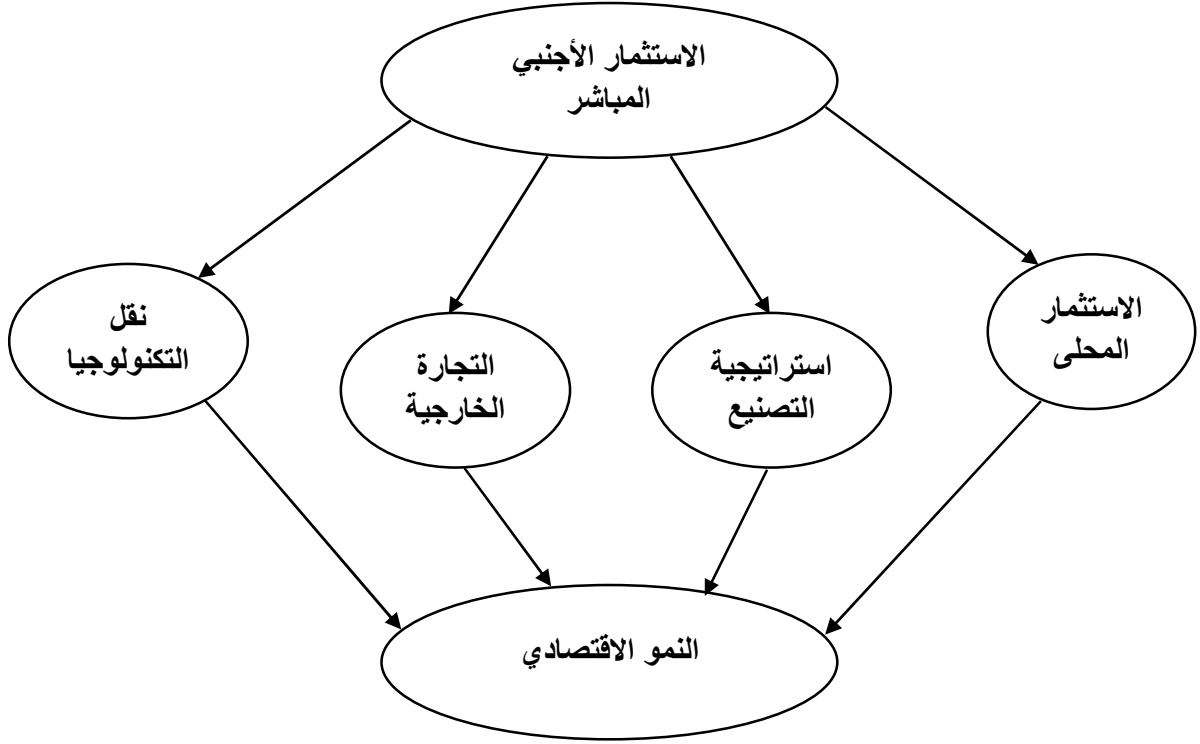 الاستثمار الأجنبي
المباشر
الاستثمار
المحلى
استراتيجية
التصنيع
التجارة
الخارجية
نقل
التكنولوجيا
النمو الاقتصادي